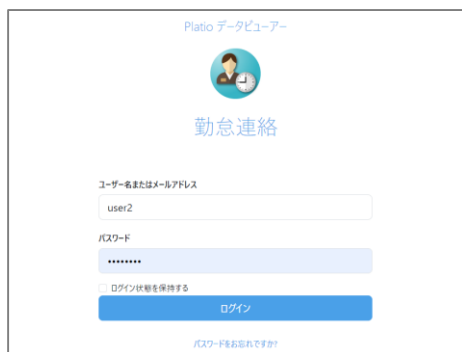 Platio データビューアー
勤怠連絡
ユーザー名またはメールアドレス
user2
パスワード
••••••••
ログイン状態を保持する
ログイン
パスワードをお忘れですか?